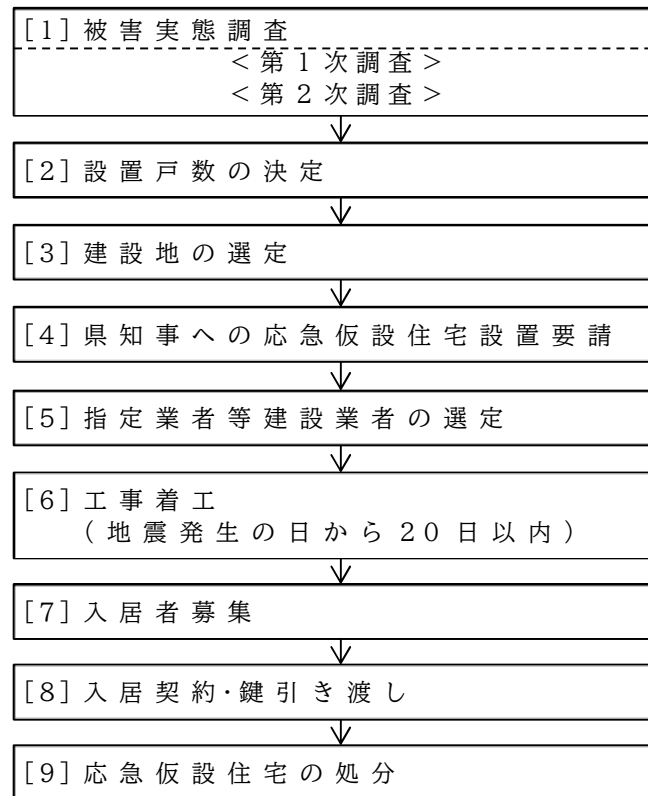 [1]被害実態調査
<第1次調査>
<第2次調査>
[2]設置戸数の決定
[3]建設地の選定
[4]県知事への応急仮設住宅設置要請
[5]指定業者等建設業者の選定
[6]工事着工
(地震発生の日から20日以内)
[7]入居者募集
[8]入居契約・鍵引き渡し
[9]応急仮設住宅の処分